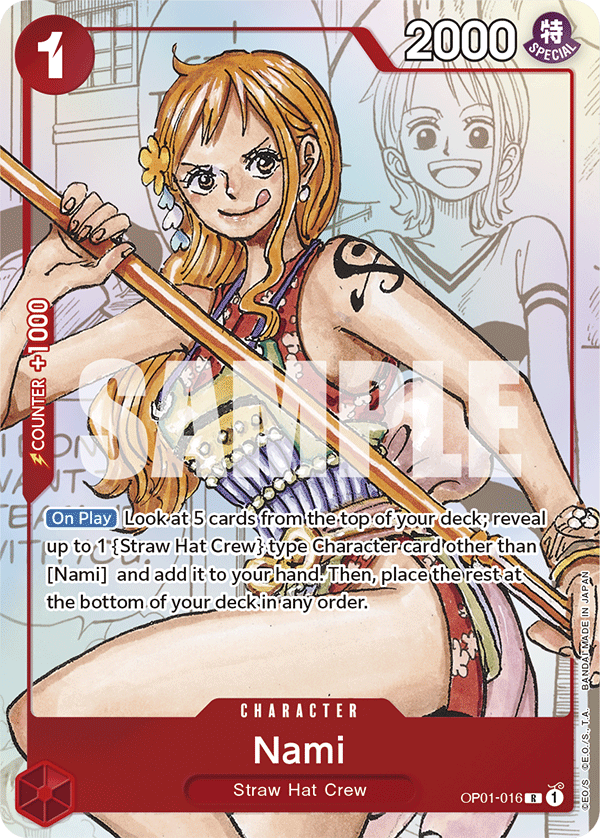 1
2000
特
SPECIAL
COUNTER +1000
SAMPLE
WANT
On Play Look at 5 cards from the top of your deck; reveal
up to 1 {Straw Hat Crew} type Character card other than
[Nami] and add it to your hand. Then, place the rest at
the bottom of your deck in any order.
CHARACTER
Nami
Straw Hat Crew
OP01-016 R 1
©E.O./S. ©E.O./S.,T.A. BANDAI MADE IN JAPAN